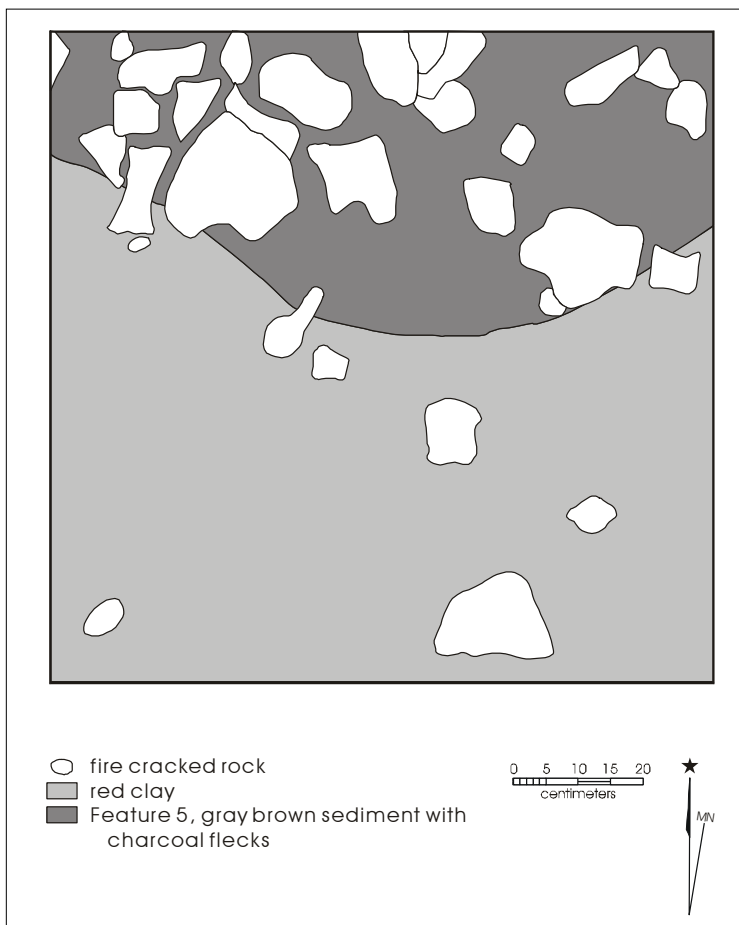 fire cracked rock
red clay
Feature 5, gray brown sediment with
charcoal flecks
0 5 10 15 20
centimeters
MN